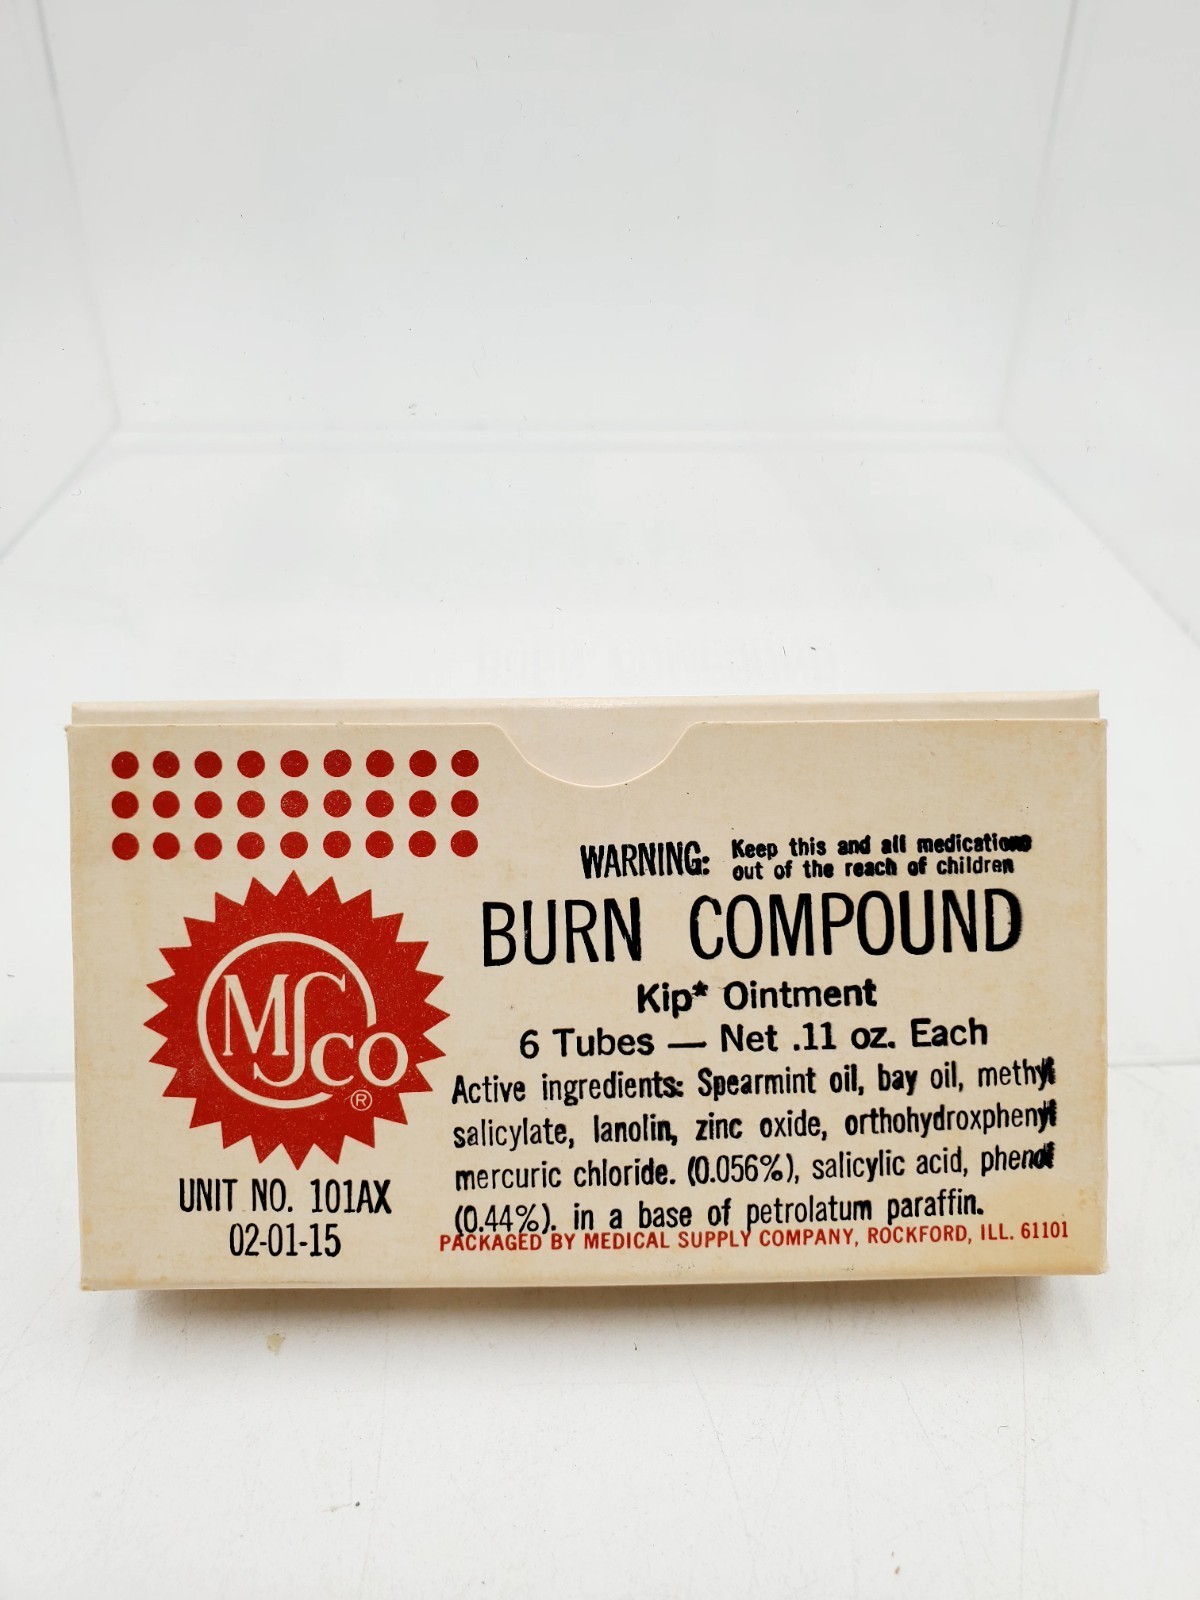 WARNING: Keep this and all medications
out of the reach of children
BURN COMPOUND
Kip* Ointment
6 Tubes — Net .11 oz. Each
Active ingredients: Spearmint oil, bay oil, methyl
salicylate, lanolin, zinc oxide, orthohydroxphenyl
mercuric chloride. (0.056%), salicylic acid, phenol
(0.44%). in a base of petrolatum paraffin.
PACKAGED BY MEDICAL SUPPLY COMPANY, ROCKFORD, ILL. 61101
MSCO
®
UNIT NO. 101AX
02-01-15